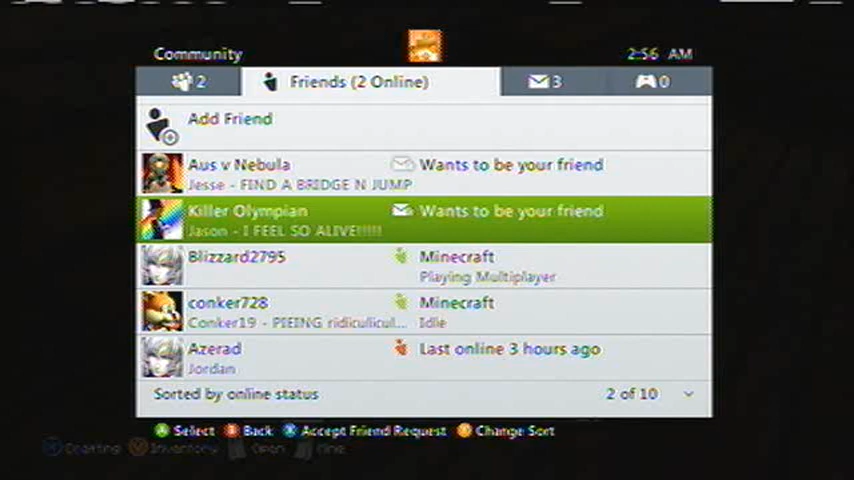 Community
2:56 AM
2
Friends (2 Online)
3
0
Add Friend
Aus v Nebula
Wants to be your friend
Jesse - FIND A BRIDGE N JUMP
Killer Olympian
Wants to be your friend
Jason - I FEEL SO ALIVE!!!!!
Blizzard2795
Minecraft
Playing Multiplayer
conker728
Minecraft
Conker19 - PIEING ridiculicul...
Idle
Azerad
Last online 3 hours ago
Jordan
Sorted by online status
2 of 10
A Select B Back X Accept Friend Request Y Change Sort
Crafting Inventory Open